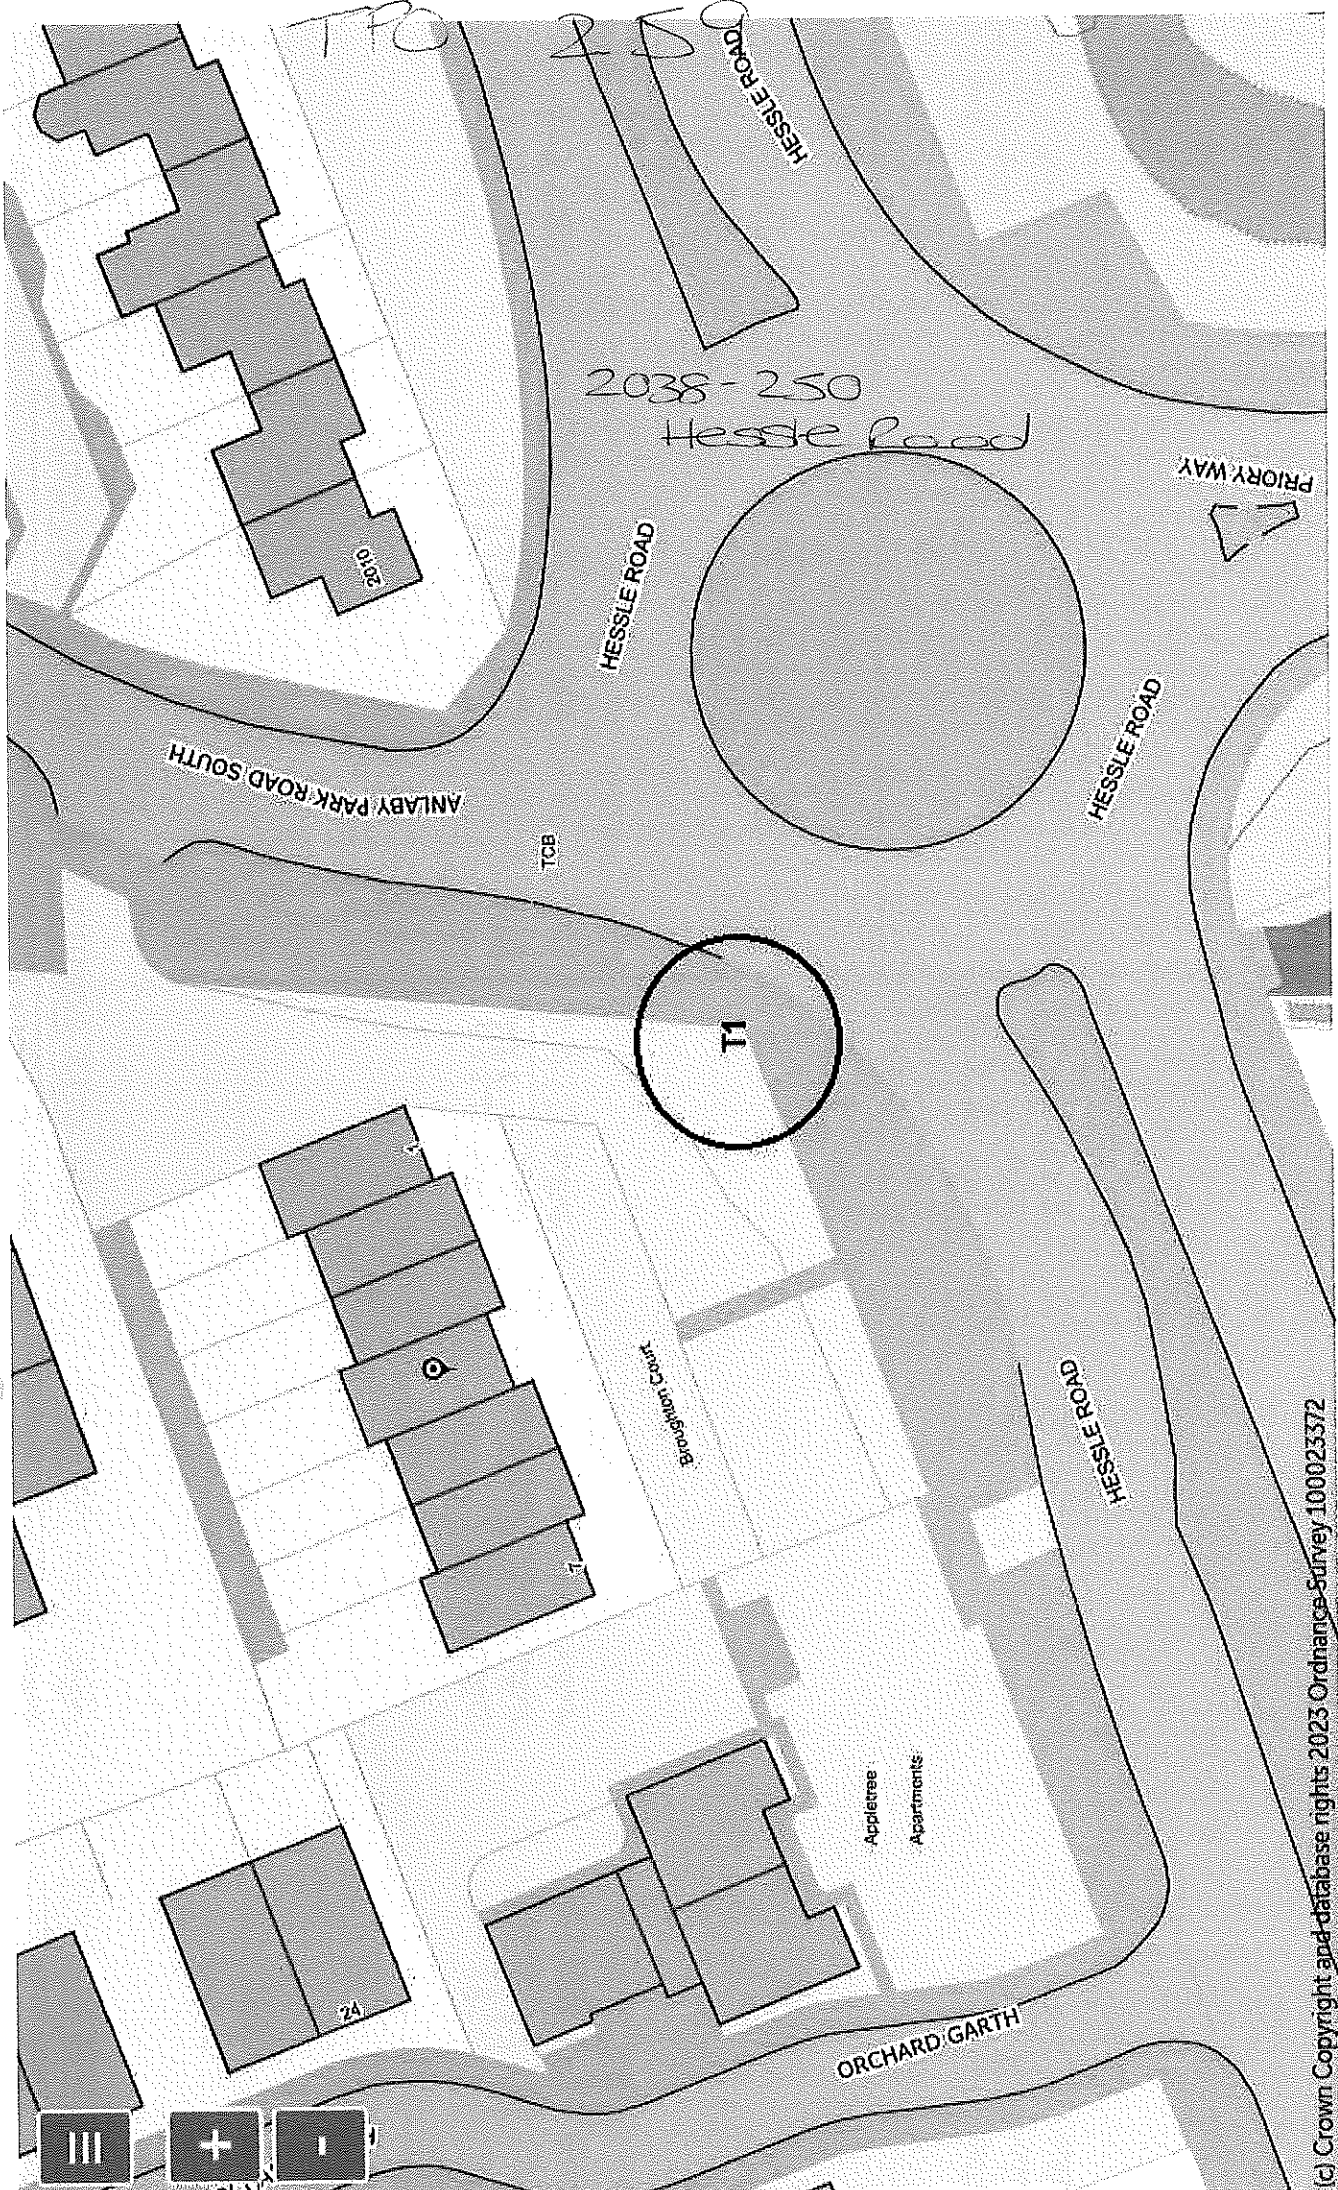 TPO 259
HESSLE ROAD
2038-250
Hessle Road
PRIORY WAY
HESSLE ROAD
2010
ANLABY PARK ROAD SOUTH
TCB
HESSLE ROAD
T1
1
Broughton Court
HESSLE ROAD
7
Appletree
Apartments
24
ORCHARD GARTH
(c) Crown Copyright and database rights 2023 Ordnance Survey 100023372